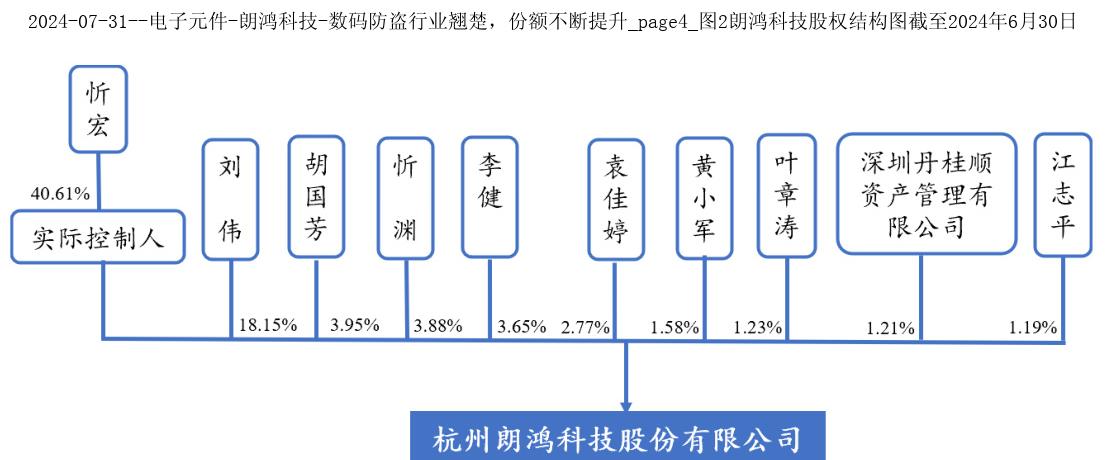 2024-07-31--电子元件-朗鸿科技-数码防盗行业翘楚，份额不断提升_page4_图2朗鸿科技股权结构图截至2024年6月30日
忻宏
40.61%
实际控制人
刘伟
胡国芳
忻渊
李健
袁佳婷
黄小军
叶章涛
深圳丹桂顺
资产管理有
限公司
江志平
18.15%
3.95%
3.88%
3.65%
2.77%
1.58%
1.23%
1.21%
1.19%
杭州朗鸿科技股份有限公司